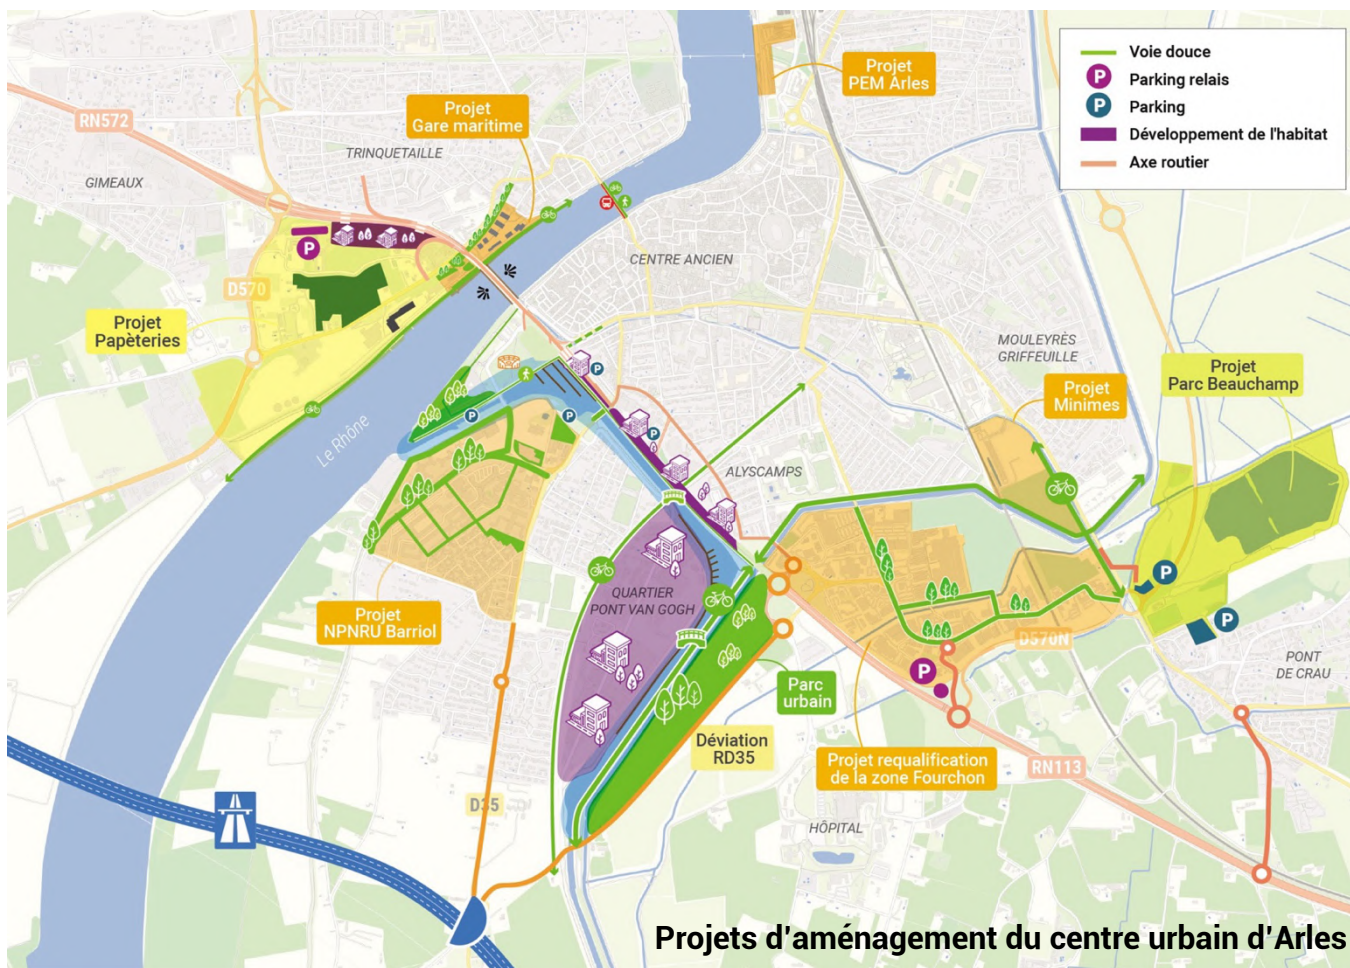 Voie douce
P
Parking relais
P
Parking
Développement de l'habitat
Axe routier
Projet
PEM Arles
Projet
Gare maritime
RN572
TRINQUETAILLE
GIMEAUX
CENTRE ANCIEN
P
D570
Projet
Papèteries
MOULEYRÈS
GRIFFEUILLE
Projet
Parc Beauchamp
Projet
Minimes
P
P
P
P
Le Rhône
ALYSCAMPS
QUARTIER
PONT VAN GOGH
P
P
Projet
NPNRU Barriol
D570N
P
PONT
DE CRAU
Parc
urbain
Déviation
RD35
Projet requalification
de la zone Fourchon
RN113
D35
HÔPITAL
Projets d'aménagement du centre urbain d'Arles